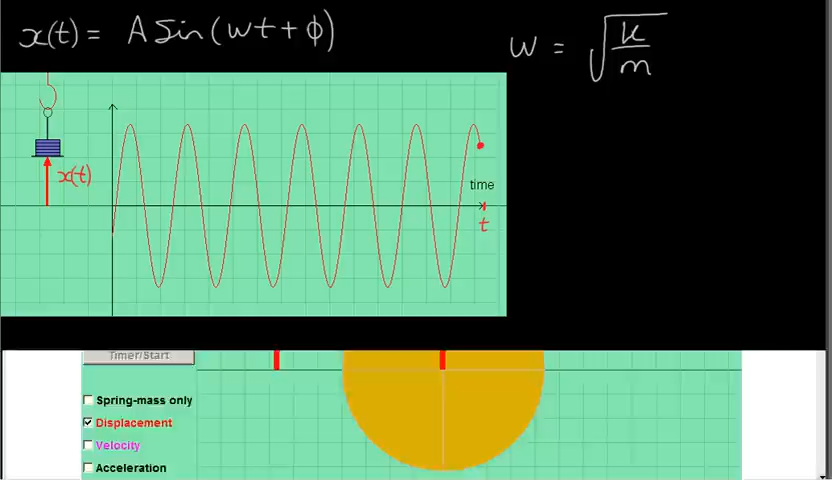 x(t) = A Sin(wt + ϕ)
w = √k/m
x(t)
time
t
Timer/Start
Spring-mass only
Displacement
Velocity
Acceleration